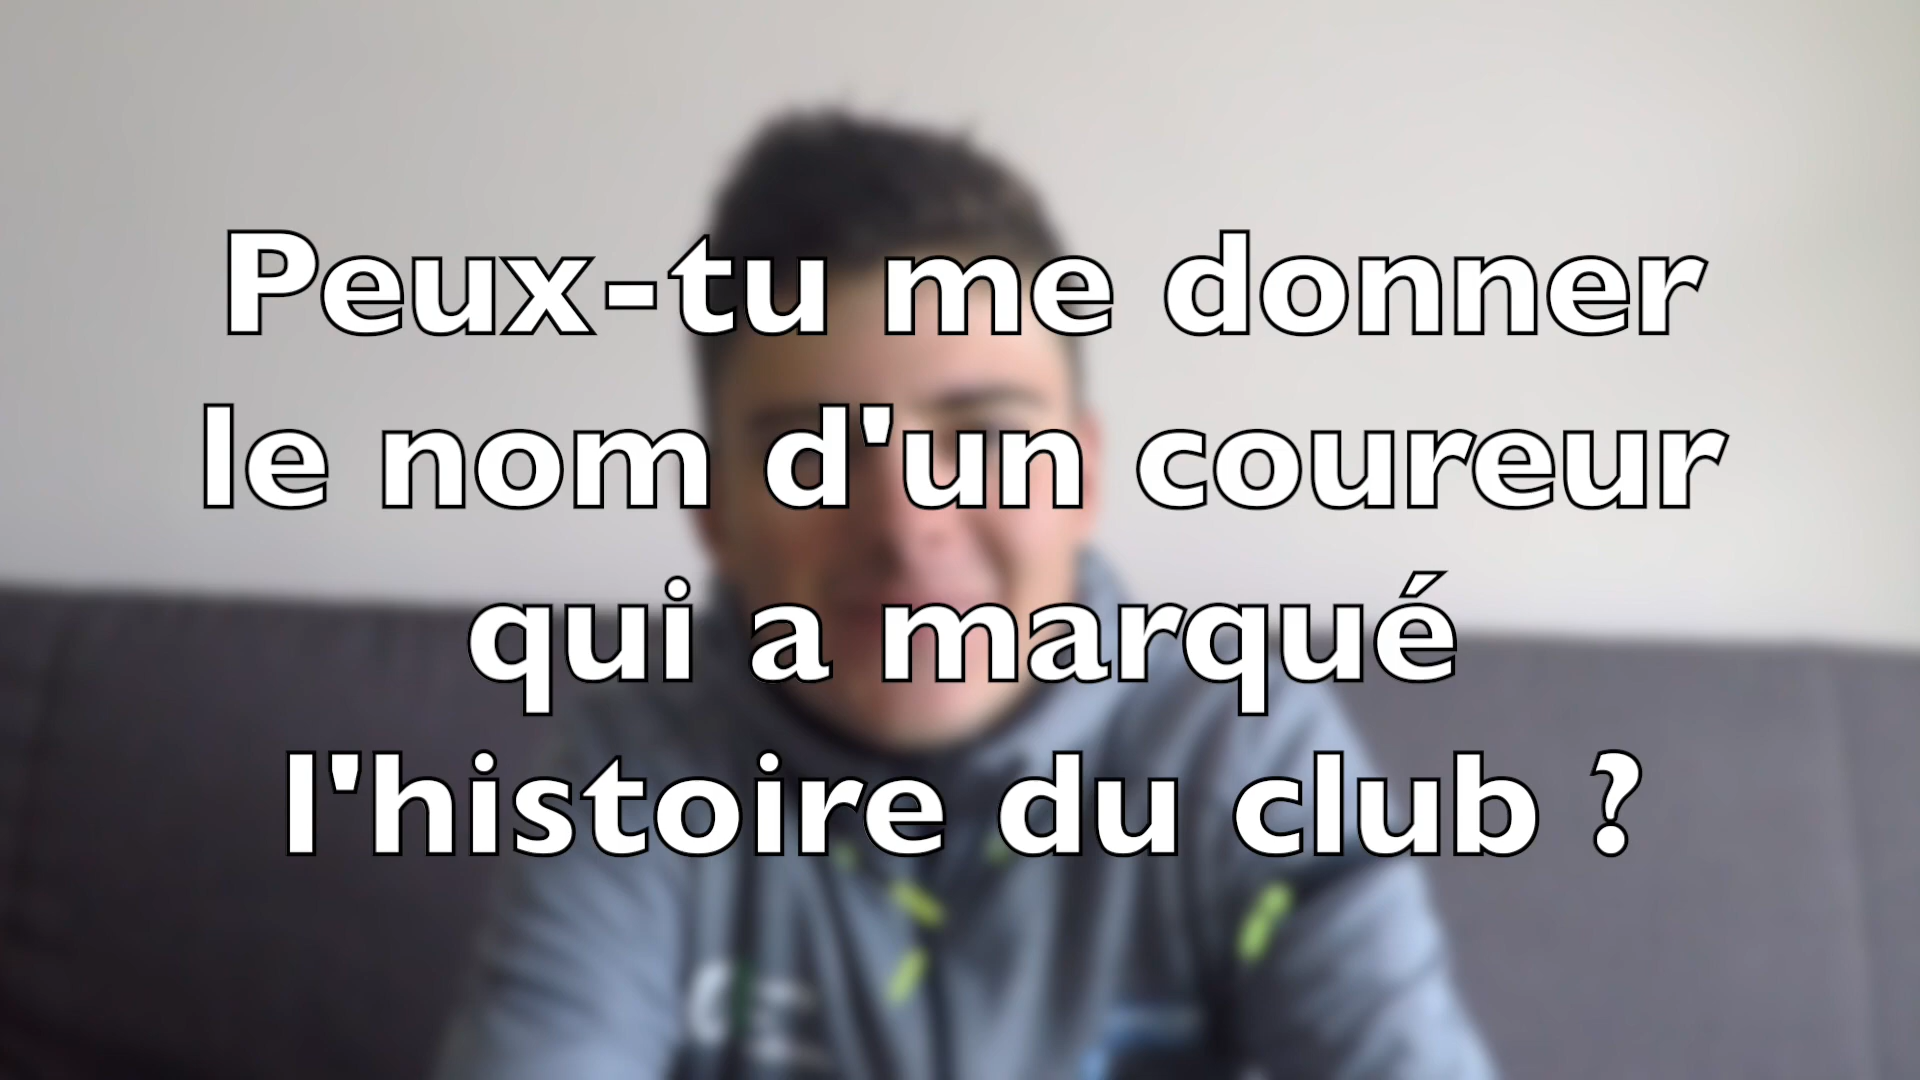 Peux-tu me donner
le nom d'un coureur
qui a marqué
l'histoire du club ?